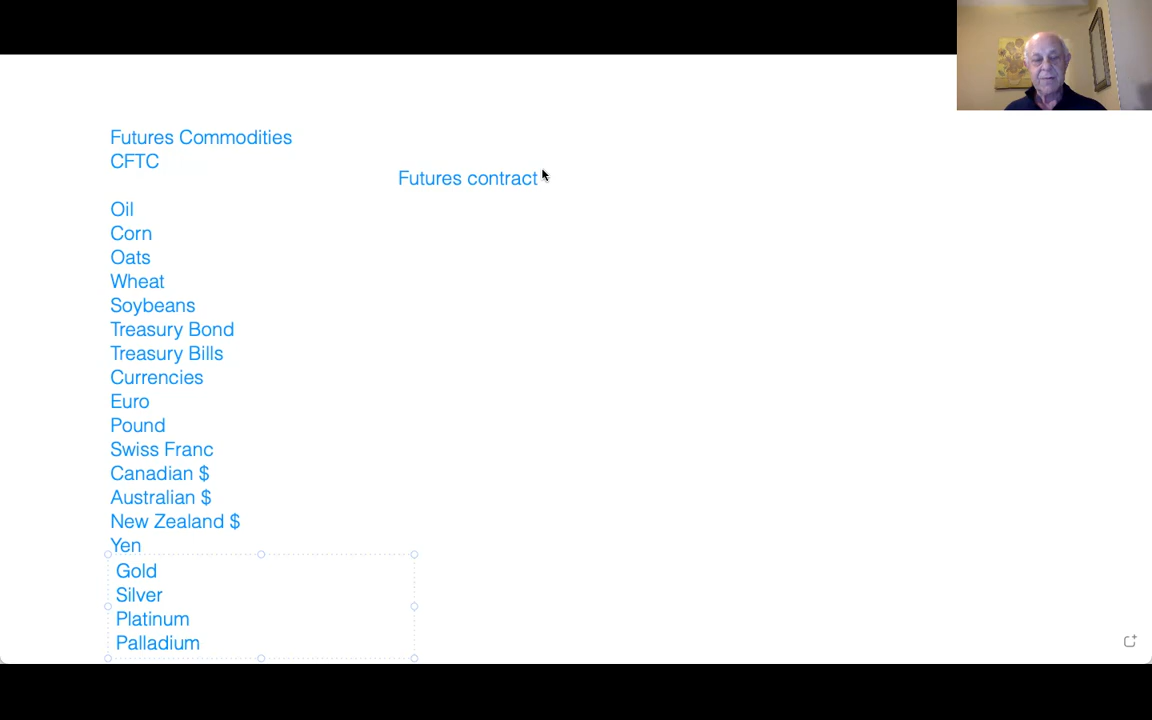 Futures Commodities
CFTC
Futures contract
Oil
Corn
Oats
Wheat
Soybeans
Treasury Bond
Treasury Bills
Currencies
Euro
Pound
Swiss Franc
Canadian $
Australian $
New Zealand $
Yen
Gold
Silver
Platinum
Palladium